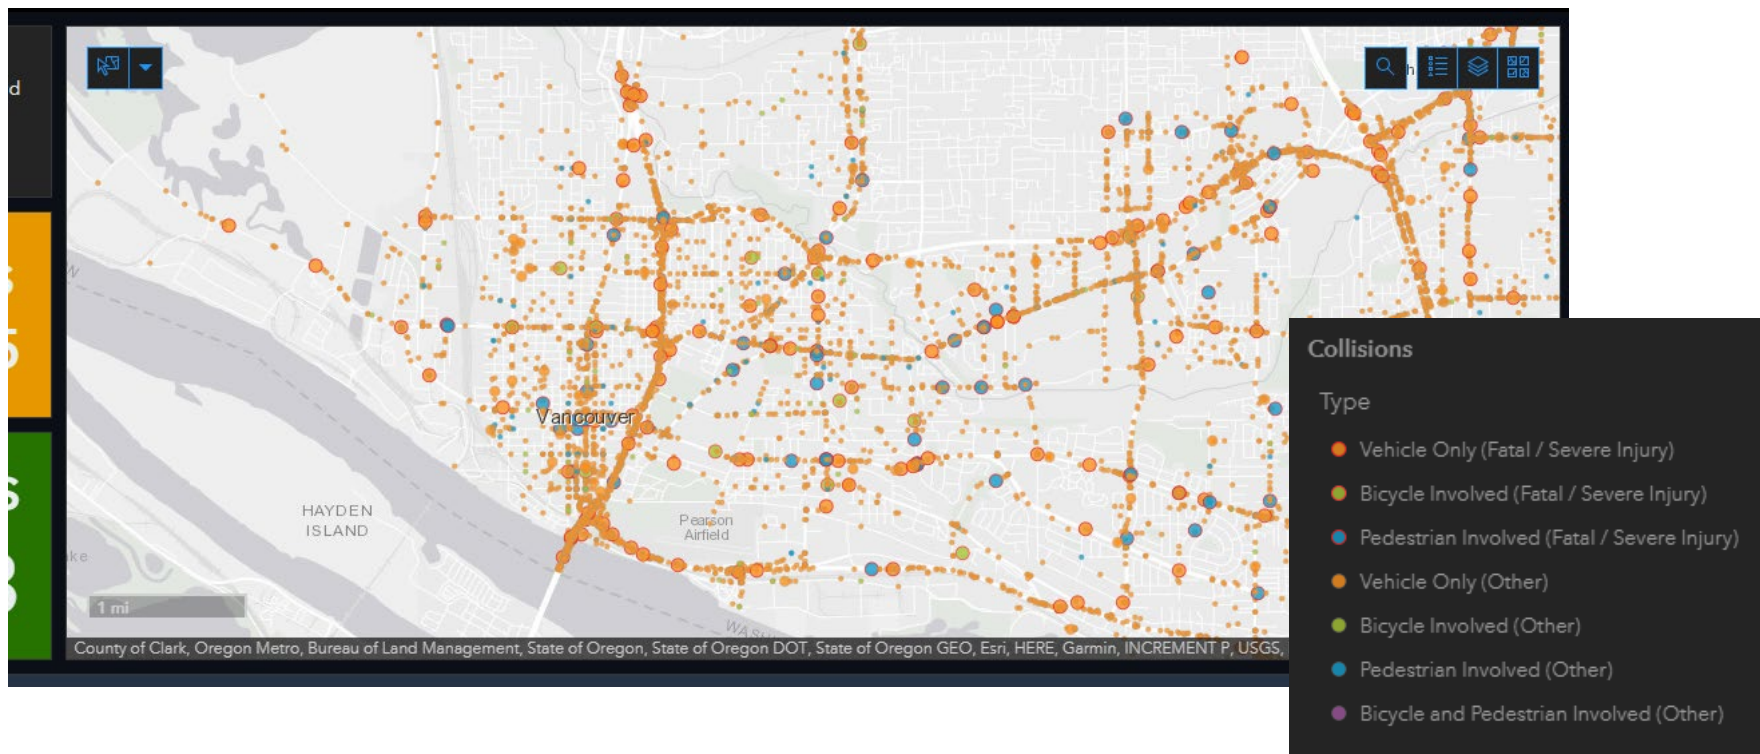 d
h
W
S
5
Vancouver
HAYDEN
ISLAND
Pearson
Airfield
S
ke
1 mi
WASH
County of Clark, Oregon Metro, Bureau of Land Management, State of Oregon, State of Oregon DOT, State of Oregon GEO, Esri, HERE, Garmin, INCREMENT P, USGS,
Collisions
Type
Vehicle Only (Fatal / Severe Injury)
Bicycle Involved (Fatal / Severe Injury)
Pedestrian Involved (Fatal / Severe Injury)
Vehicle Only (Other)
Bicycle Involved (Other)
Pedestrian Involved (Other)
Bicycle and Pedestrian Involved (Other)